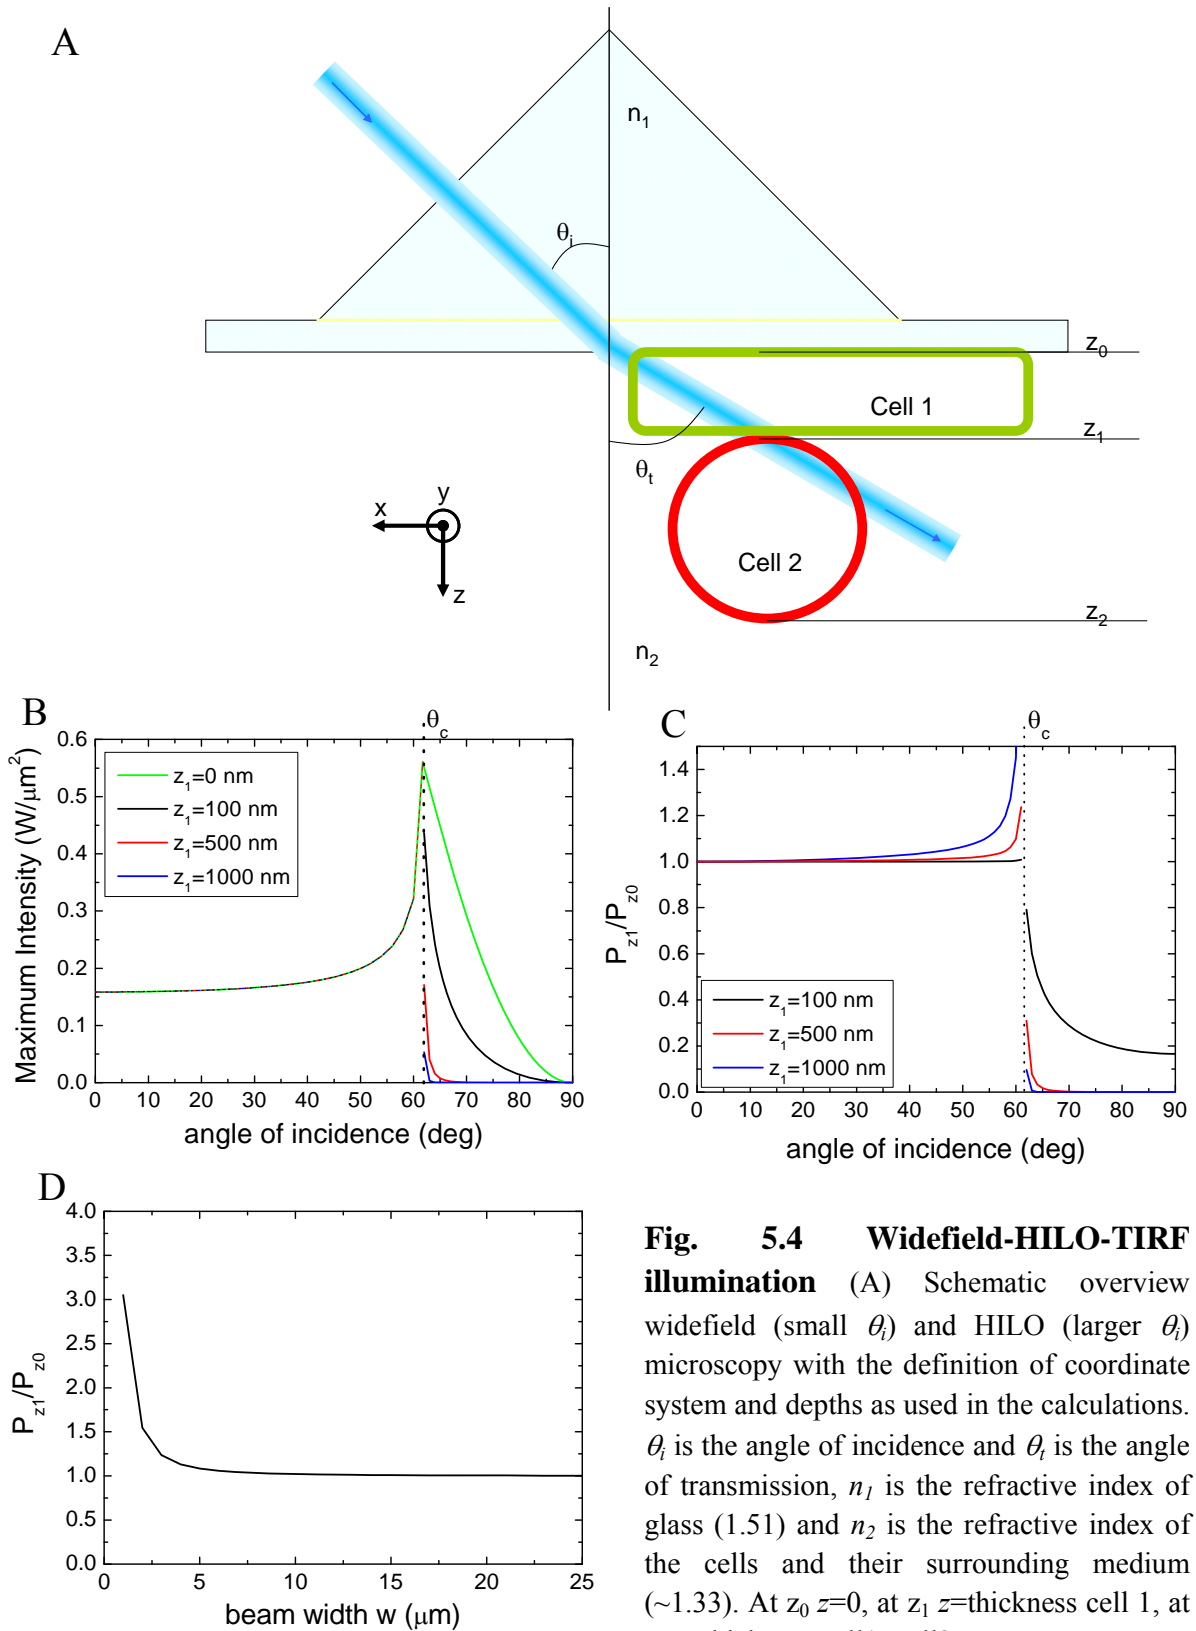 A
n1
θi
z0
Cell 1
z1
θt
y
x
Cell 2
z
z2
n2
B
θc
Maximum Intensity (W/μm²)
0.6
0.5
0.4
0.3
0.2
0.1
0.0
z1=0 nm
z1=100 nm
z1=500 nm
z1=1000 nm
0 10 20 30 40 50 60 70 80 90
angle of incidence (deg)
C
θc
Pz1/Pz0
1.4
1.2
1.0
0.8
0.6
0.4
0.2
0.0
z1=100 nm
z1=500 nm
z1=1000 nm
0 10 20 30 40 50 60 70 80 90
angle of incidence (deg)
D
Pz1/Pz0
4.0
3.5
3.0
2.5
2.0
1.5
1.0
0.5
0.0
0 5 10 15 20 25
beam width w (μm)
Fig. 5.4 Widefield-HILO-TIRF
illumination (A) Schematic overview
widefield (small θi) and HILO (larger θi)
microscopy with the definition of coordinate
system and depths as used in the calculations.
θi is the angle of incidence and θt is the angle
of transmission, n1 is the refractive index of
glass (1.51) and n2 is the refractive index of
the cells and their surrounding medium
(~1.33). At z0 z=0, at z1 z=thickness cell 1, at